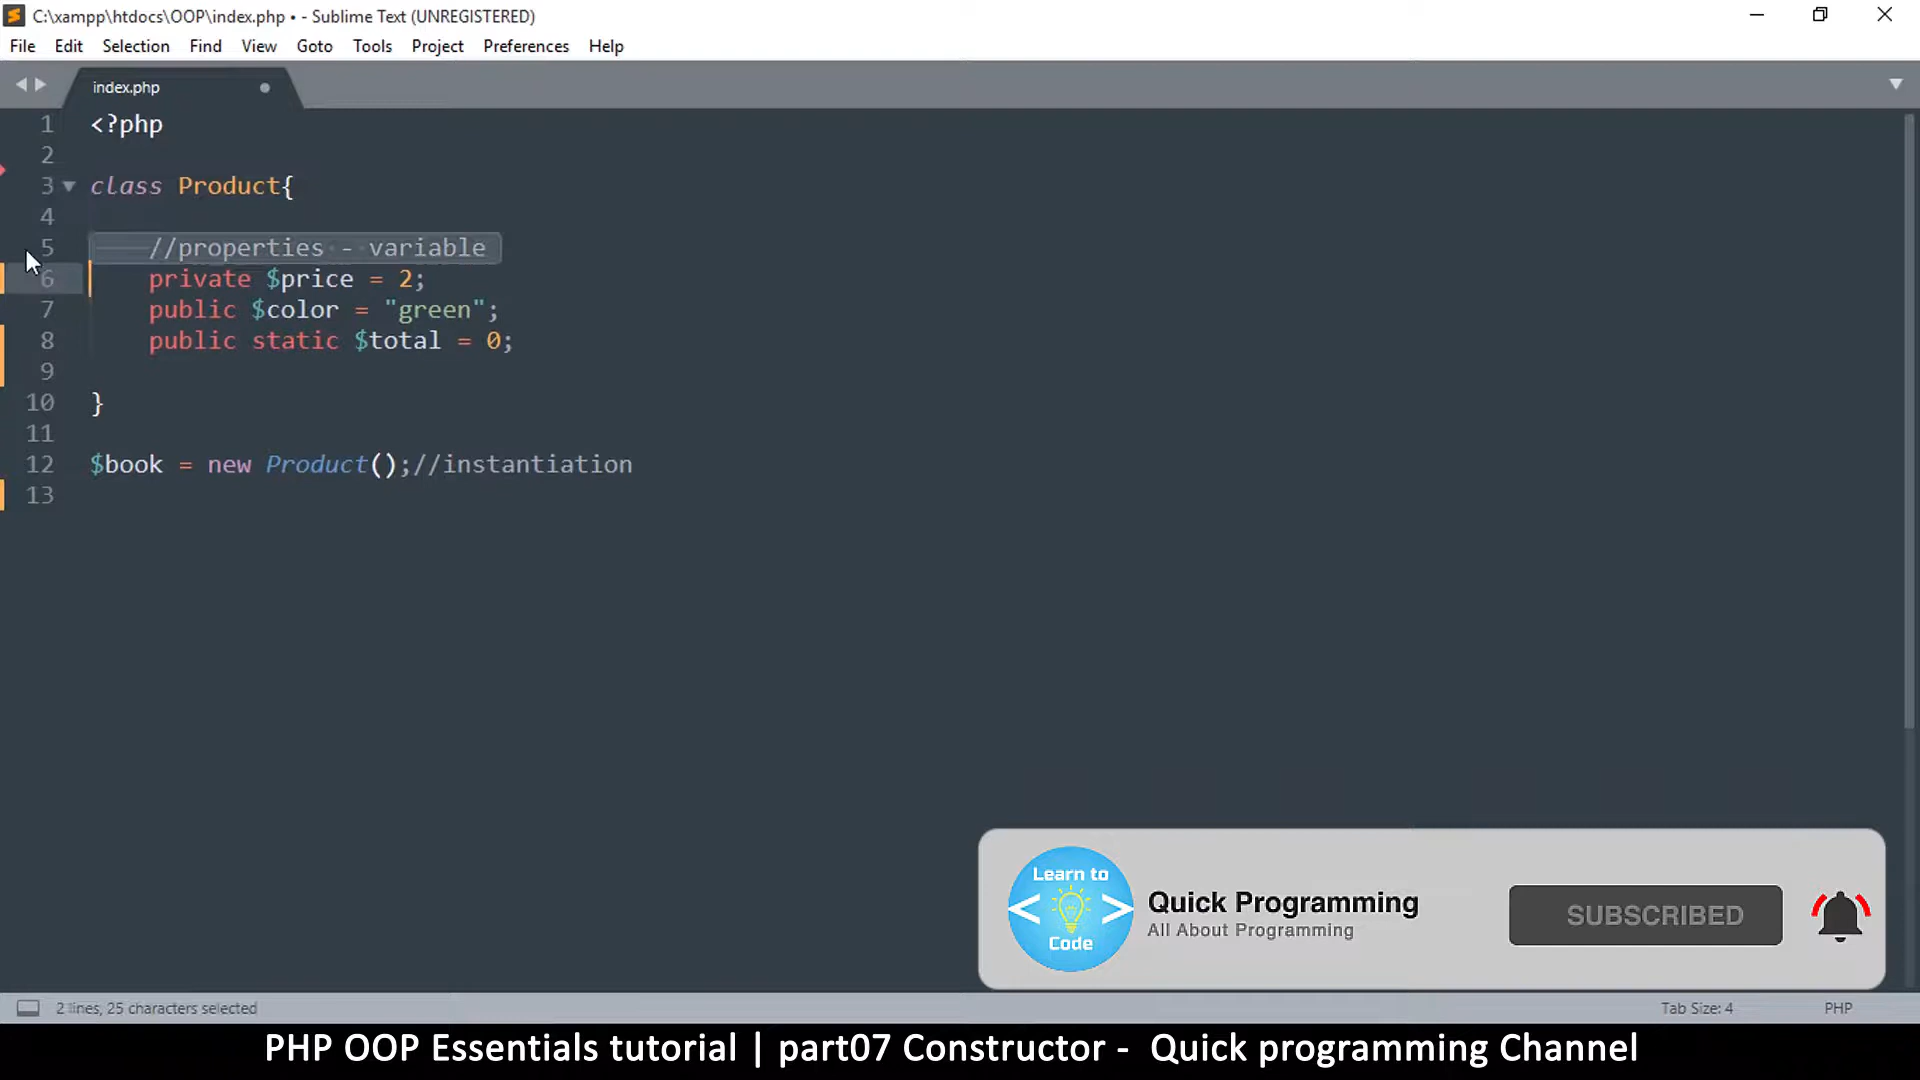 C:\xampp\htdocs\OOP\index.php • - Sublime Text (UNREGISTERED)
File Edit Selection Find View Goto Tools Project Preferences Help
index.php
1 <?php
2
3 class Product{
4
5 //properties - variable
6 private $price = 2;
7 public $color = "green";
8 public static $total = 0;
9
10 }
11
12 $book = new Product();//instantiation
13
Learn to
< >
Code
Quick Programming
All About Programming
SUBSCRIBED
2 lines, 25 characters selected
Tab Size: 4
PHP
PHP OOP Essentials tutorial | part07 Constructor - Quick programming Channel